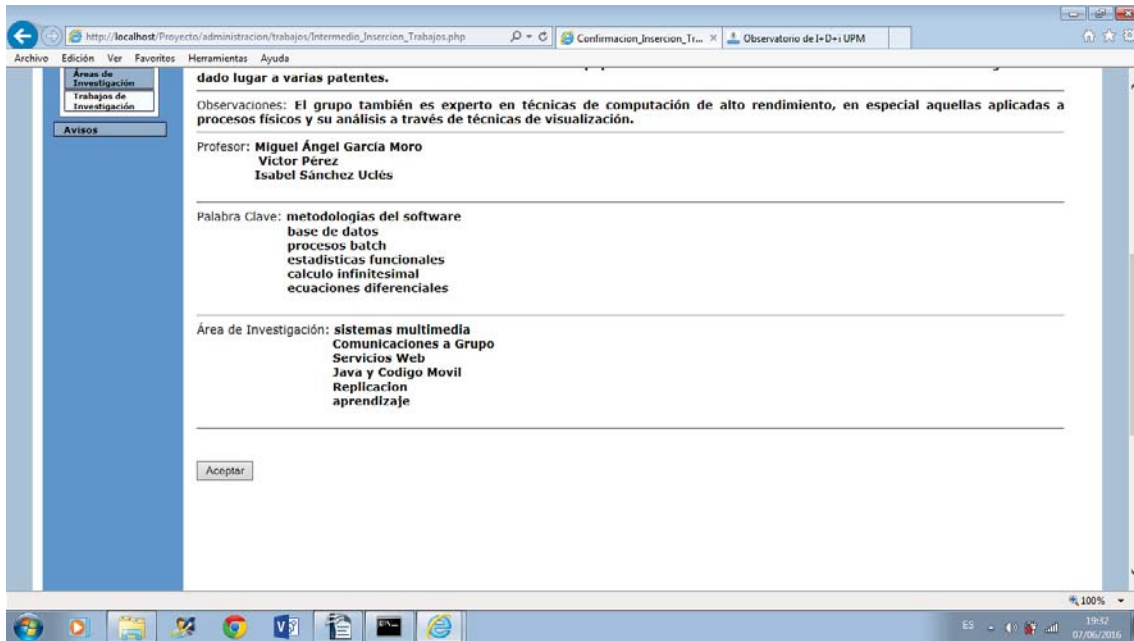 http://localhost/Proyecto/administracion/trabajos/Intermedio_Insercion_Trabajos.php
Confirmacion_Insercion_Tr...
Observatorio de I+D+i UPM
Archivo Edición Ver Favoritos Herramientas Ayuda
Áreas de
Investigación
Trabajos de
Investigación
Avisos
dado lugar a varias patentes.
Observaciones: El grupo también es experto en técnicas de computación de alto rendimiento, en especial aquellas aplicadas a
procesos físicos y su análisis a través de técnicas de visualización.
Profesor: Miguel Ángel García Moro
Victor Pérez
Isabel Sánchez Uclés
Palabra Clave: metodologias del software
base de datos
procesos batch
estadisticas funcionales
calculo infinitesimal
ecuaciones diferenciales
Área de Investigación: sistemas multimedia
Comunicaciones a Grupo
Servicios Web
Java y Codigo Movil
Replicacion
aprendizaje
Aceptar
100%
ES
19:37
07/06/2016